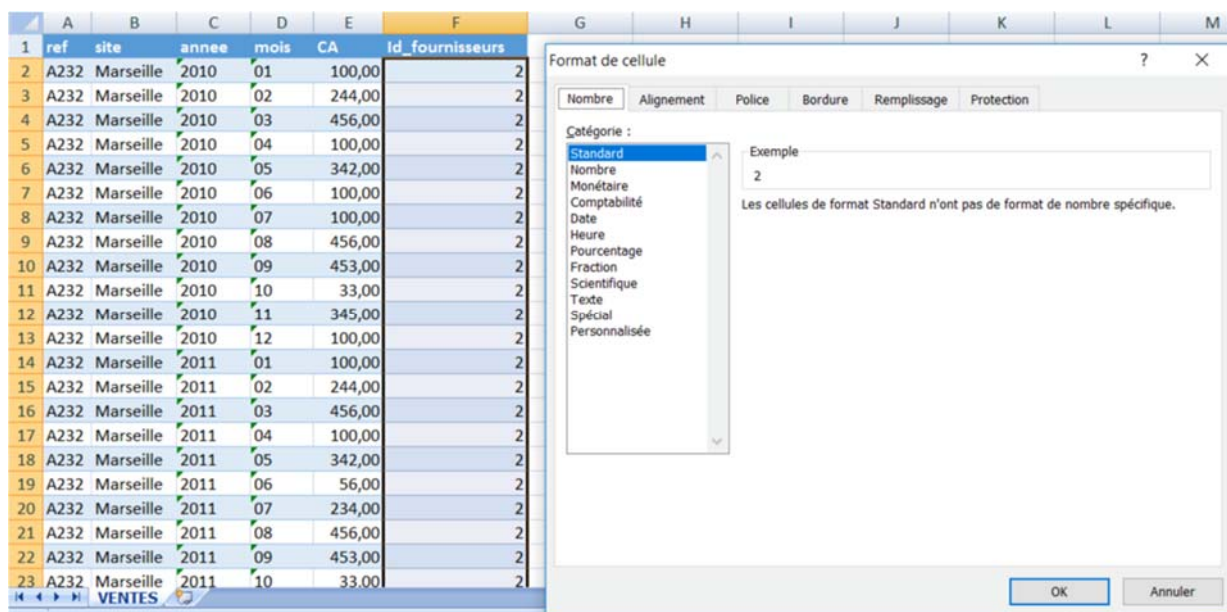 A B C D E F G H I J K L M
1 ref site annee mois CA Id_fournisseurs
2 A232 Marseille 2010 01 100,00 2
3 A232 Marseille 2010 02 244,00 2
4 A232 Marseille 2010 03 456,00 2
5 A232 Marseille 2010 04 100,00 2
6 A232 Marseille 2010 05 342,00 2
7 A232 Marseille 2010 06 100,00 2
8 A232 Marseille 2010 07 100,00 2
9 A232 Marseille 2010 08 456,00 2
10 A232 Marseille 2010 09 453,00 2
11 A232 Marseille 2010 10 33,00 2
12 A232 Marseille 2010 11 345,00 2
13 A232 Marseille 2010 12 100,00 2
14 A232 Marseille 2011 01 100,00 2
15 A232 Marseille 2011 02 244,00 2
16 A232 Marseille 2011 03 456,00 2
17 A232 Marseille 2011 04 100,00 2
18 A232 Marseille 2011 05 342,00 2
19 A232 Marseille 2011 06 56,00 2
20 A232 Marseille 2011 07 234,00 2
21 A232 Marseille 2011 08 456,00 2
22 A232 Marseille 2011 09 453,00 2
23 A232 Marseille 2011 10 33,00 2
VENTES
Format de cellule ?
Nombre Alignement Police Bordure Remplissage Protection
Catégorie :
Standard
Nombre
Monétaire
Comptabilité
Date
Heure
Pourcentage
Fraction
Scientifique
Texte
Spécial
Personnalisée
Exemple
2
Les cellules de format Standard n'ont pas de format de nombre spécifique.
OK Annuler